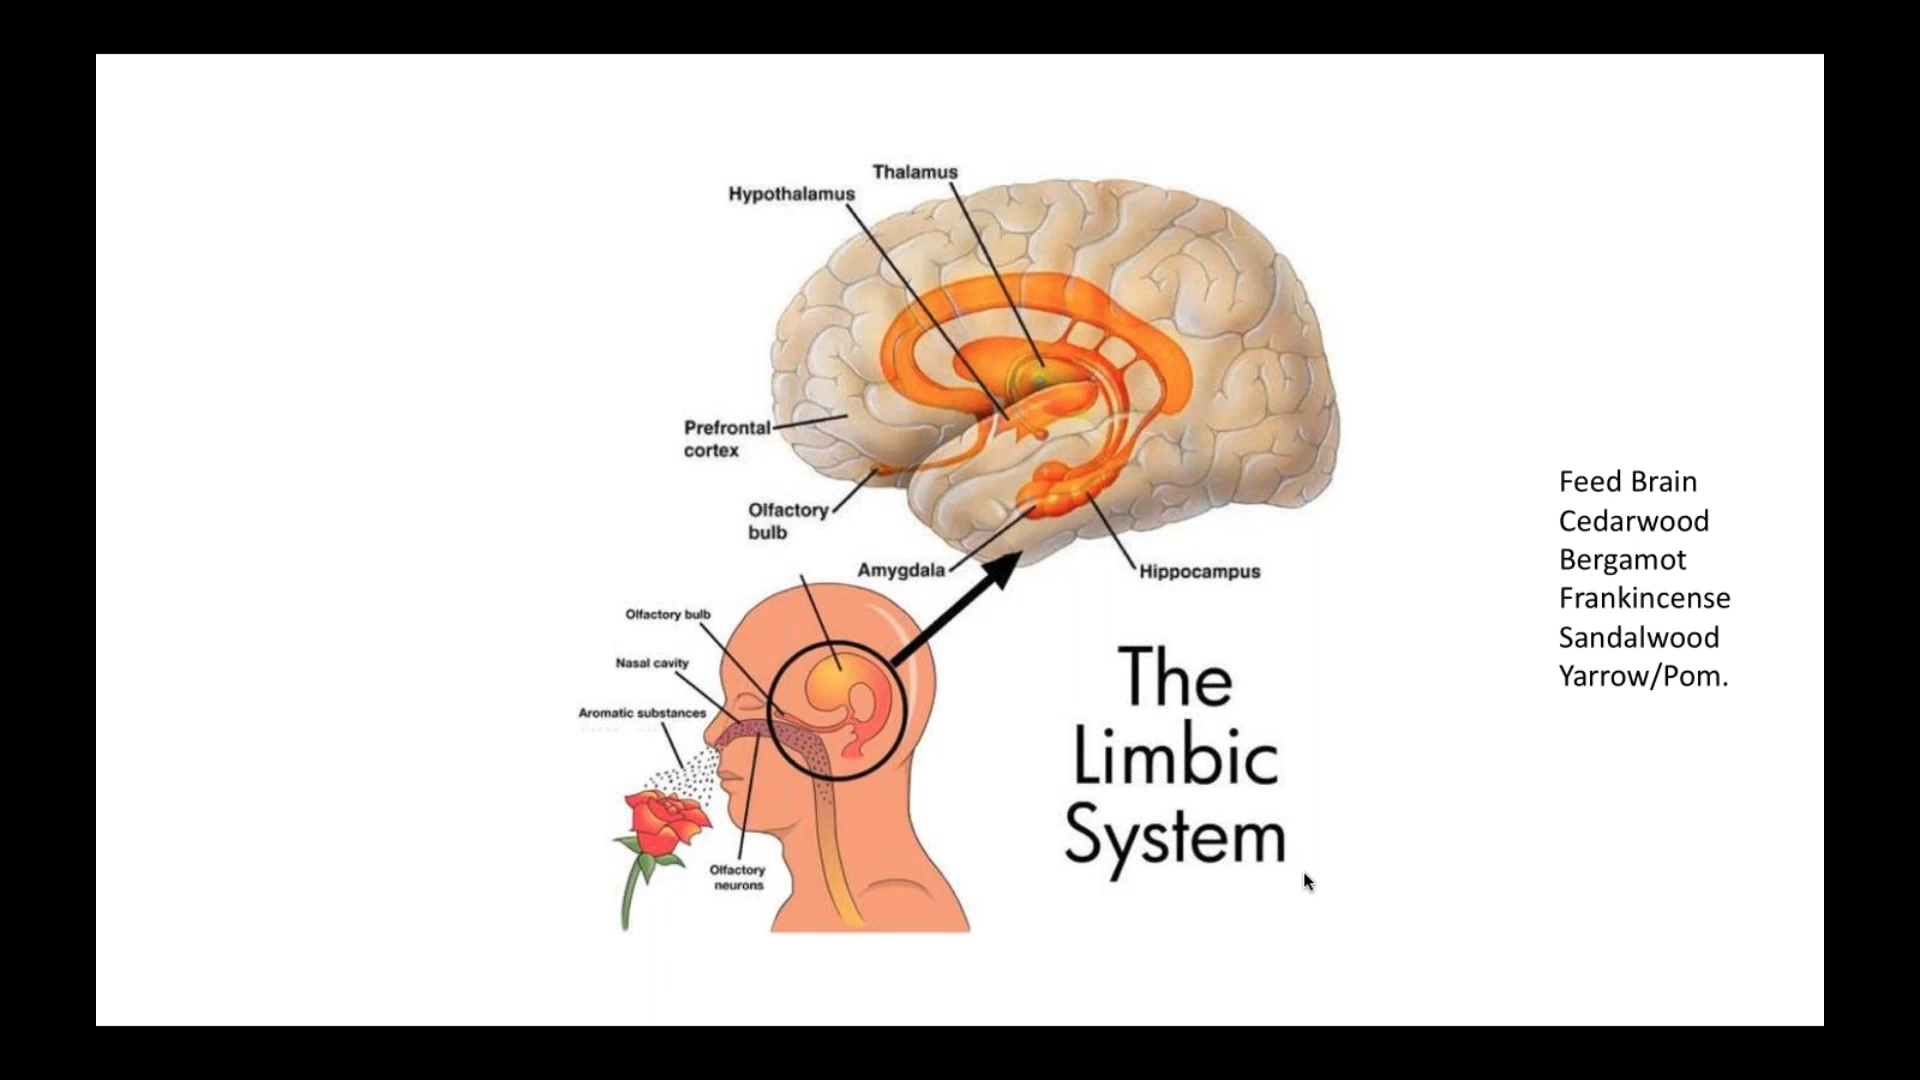 Thalamus
Hypothalamus
Prefrontal
cortex
Olfactory
bulb
Amygdala
Hippocampus
Olfactory bulb
Nasal cavity
Aromatic substances
Olfactory
neurons
The
Limbic
System
Feed Brain
Cedarwood
Bergamot
Frankincense
Sandalwood
Yarrow/Pom.